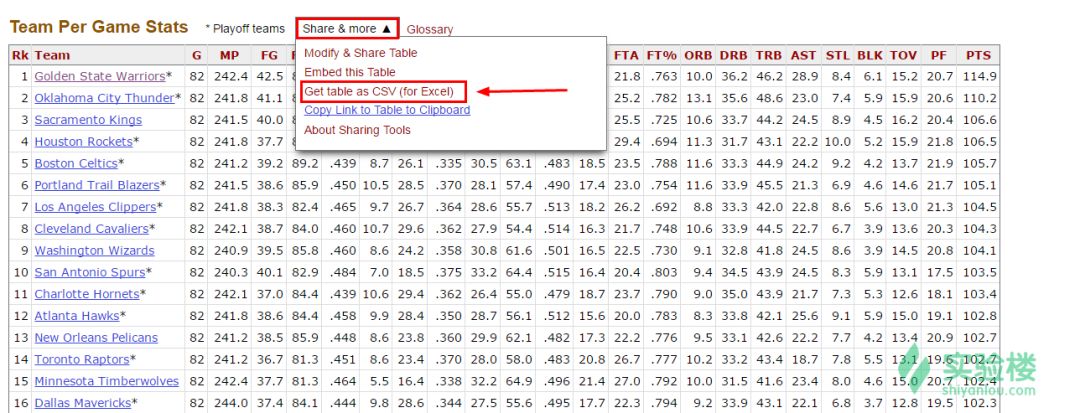 Team Per Game Stats * Playoff teams Share & more ▲ Glossary
Modify & Share Table
Embed this Table
Get table as CSV (for Excel)
Copy Link to Table to Clipboard
About Sharing Tools
Rk Team G MP FG FTA FT% ORB DRB TRB AST STL BLK TOV PF PTS
1 Golden State Warriors* 82 242.4 42.5 21.8 .763 10.0 36.2 46.2 28.9 8.4 6.1 15.2 20.7 114.9
2 Oklahoma City Thunder* 82 241.8 41.1 25.2 .782 13.1 35.6 48.6 23.0 7.4 5.9 15.9 20.6 110.2
3 Sacramento Kings 82 241.5 40.0 25.5 .725 10.6 33.7 44.2 24.5 8.9 4.5 16.2 20.4 106.6
4 Houston Rockets* 82 241.8 37.7 29.4 .694 11.3 31.7 43.1 22.2 10.0 5.2 15.9 21.8 106.5
5 Boston Celtics* 82 241.2 39.2 89.2 .439 8.7 26.1 .335 30.5 63.1 .483 18.5 23.5 .788 11.6 33.3 44.9 24.2 9.2 4.2 13.7 21.9 105.7
6 Portland Trail Blazers* 82 241.5 38.6 85.9 .450 10.5 28.5 .370 28.1 57.4 .490 17.4 23.0 .754 11.6 33.9 45.5 21.3 6.9 4.6 14.6 21.7 105.1
7 Los Angeles Clippers* 82 241.8 38.3 82.4 .465 9.7 26.7 .364 28.6 55.7 .513 18.2 26.2 .692 8.8 33.3 42.0 22.8 8.6 5.6 13.0 21.3 104.5
8 Cleveland Cavaliers* 82 242.1 38.7 84.0 .460 10.7 29.6 .362 27.9 54.4 .514 16.3 21.7 .748 10.6 33.9 44.5 22.7 6.7 3.9 13.6 20.3 104.3
9 Washington Wizards 82 240.9 39.5 85.8 .460 8.6 24.2 .358 30.8 61.6 .501 16.5 22.5 .730 9.1 32.8 41.8 24.5 8.6 3.9 14.5 20.8 104.1
10 San Antonio Spurs* 82 240.3 40.1 82.9 .484 7.0 18.5 .375 33.2 64.4 .515 16.4 20.4 .803 9.4 34.5 43.9 24.5 8.3 5.9 13.1 17.5 103.5
11 Charlotte Hornets* 82 242.1 37.0 84.4 .439 10.6 29.4 .362 26.4 55.0 .479 18.7 23.7 .790 9.0 35.0 43.9 21.7 7.3 5.3 12.6 18.1 103.4
12 Atlanta Hawks* 82 242.1 38.6 84.4 .458 9.9 28.4 .350 28.7 56.1 .512 15.6 20.0 .783 8.3 33.8 42.1 25.6 9.1 5.9 15.0 19.1 102.8
13 New Orleans Pelicans 82 241.2 38.5 85.9 .448 8.6 23.8 .360 29.9 62.1 .482 17.3 22.2 .776 9.5 33.1 42.6 22.2 7.7 4.2 13.4 20.9 102.7
14 Toronto Raptors* 82 241.2 36.7 81.3 .451 8.6 23.4 .370 28.0 58.0 .483 20.8 26.7 .777 10.2 33.2 43.4 18.7 7.8 5.5 13.1 19.6 102.7
15 Minnesota Timberwolves 82 242.4 37.7 81.3 .464 5.5 16.4 .338 32.2 64.9 .496 21.4 27.0 .792 10.0 31.5 41.6 23.4 8.0 4.6 15.0 20.7 102.4
16 Dallas Mavericks* 82 244.0 37.4 84.1 .444 9.8 28.6 .344 27.5 55.6 .495 17.7 22.3 .794 9.2 33.9 43.1 22.1 6.8 3.7 12.8 19.5 102.3
实验楼
shiyanlou.com